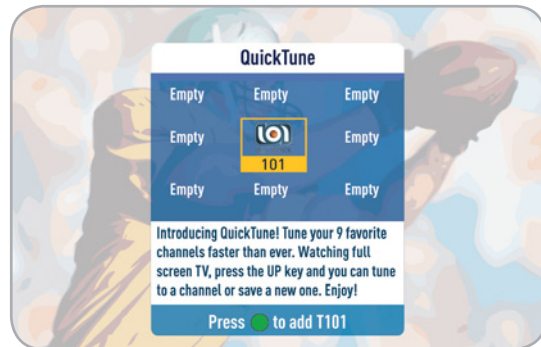 QuickTune
Empty Empty Empty
Empty 101 Empty
101
Empty Empty Empty
Introducing QuickTune! Tune your 9 favorite
channels faster than ever. Watching full
screen TV, press the UP key and you can tune
to a channel or save a new one. Enjoy!
Press to add T101